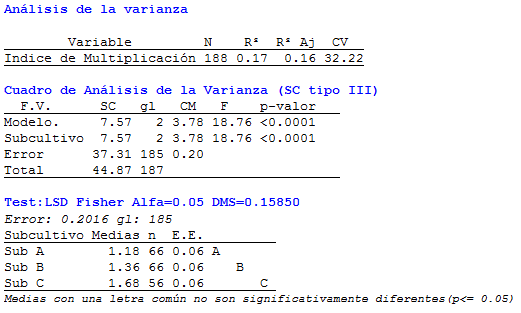 Análisis de la varianza
Variable N R² R² Aj CV
Indice de Multiplicación 188 0.17 0.16 32.22
Cuadro de Análisis de la Varianza (SC tipo III)
F.V. SC gl CM F p-valor
Modelo. 7.57 2 3.78 18.76 <0.0001
Subcultivo 7.57 2 3.78 18.76 <0.0001
Error 37.31 185 0.20
Total 44.87 187
Test:LSD Fisher Alfa=0.05 DMS=0.15850
Error: 0.2016 gl: 185
Subcultivo Medias n E.E.
Sub A 1.18 66 0.06 A
Sub B 1.36 66 0.06 B
Sub C 1.68 56 0.06 C
Medias con una letra común no son significativamente diferentes(p<= 0.05)